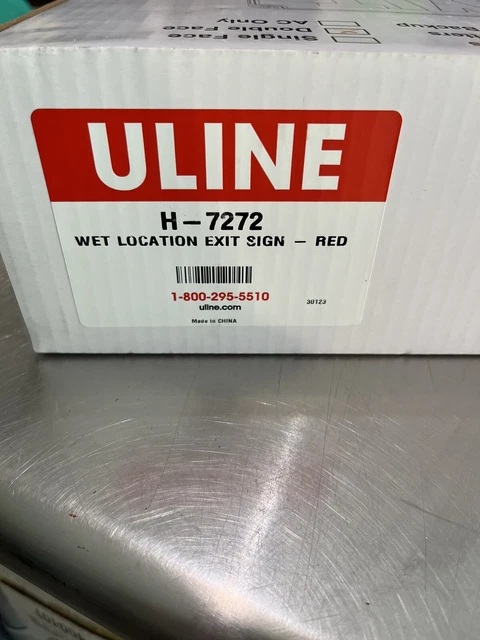 Single Face
Double Face
AC Only
Backup
ULINE
H-7272
WET LOCATION EXIT SIGN - RED
1-800-295-5510
30123
uline.com
Made in CHINA